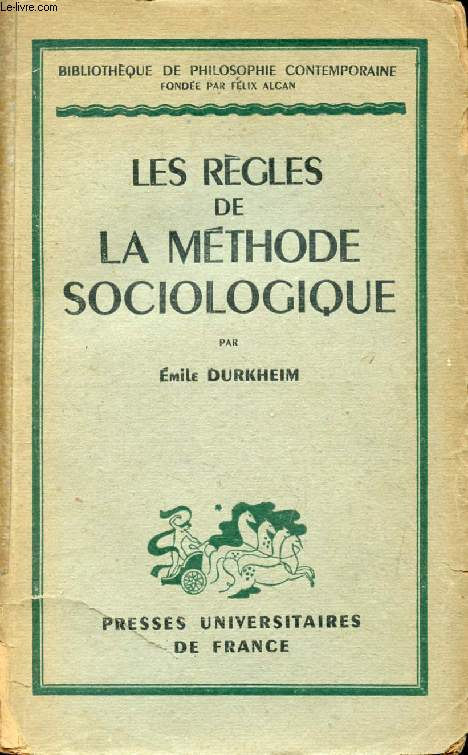 Le-livre.com
BIBLIOTHÈQUE DE PHILOSOPHIE CONTEMPORAINE
FONDÉE PAR FÉLIX ALCAN
LES RÈGLES
DE
LA MÉTHODE
SOCIOLOGIQUE
PAR
ÉmiLE DURKHEIM
PRESSES UNIVERSITAIRES
DE FRANCE